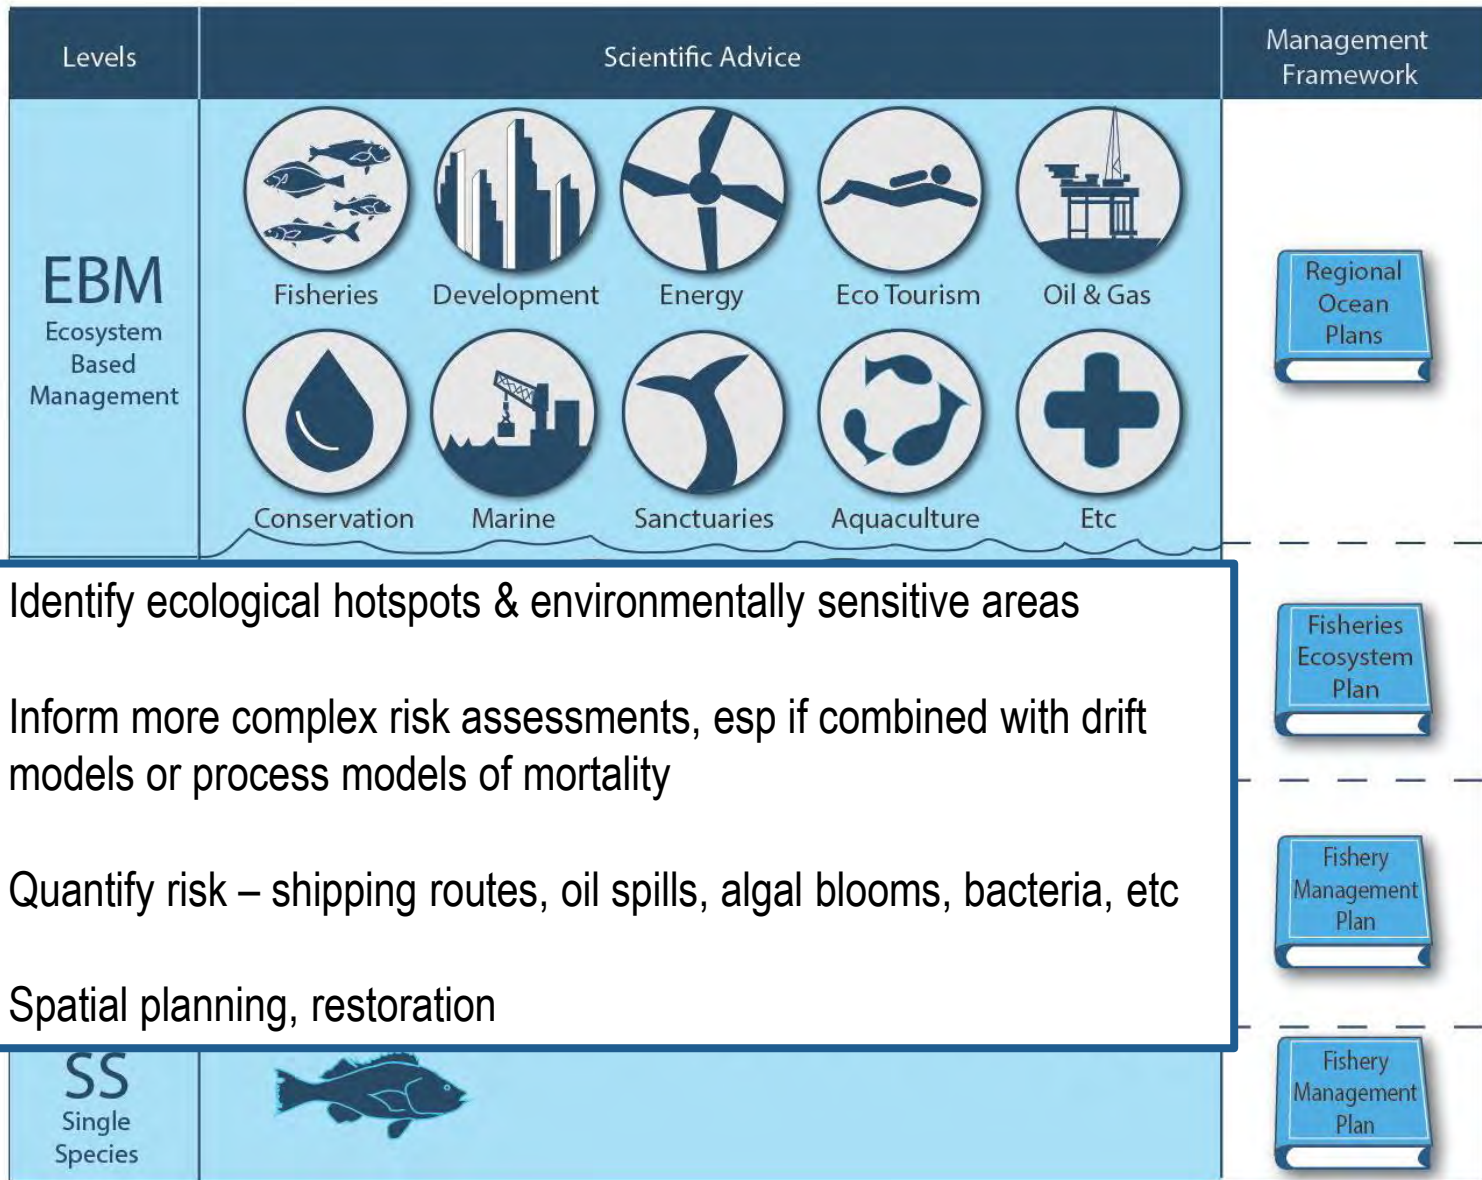 Levels
Scientific Advice
Management
Framework
EBM
Ecosystem
Based
Management
Fisheries
Development
Energy
Eco Tourism
Oil & Gas
Conservation
Marine
Sanctuaries
Aquaculture
Etc
Regional
Ocean
Plans
Identify ecological hotspots & environmentally sensitive areas
Inform more complex risk assessments, esp if combined with drift
models or process models of mortality
Quantify risk – shipping routes, oil spills, algal blooms, bacteria, etc
Spatial planning, restoration
Fisheries
Ecosystem
Plan
Fishery
Management
Plan
SS
Single
Species
Fishery
Management
Plan